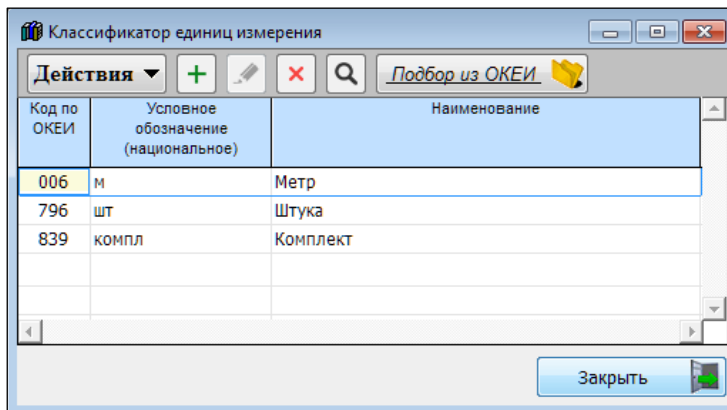 Классификатор единиц измерения
Действия Подбор из ОКЕИ
Код по ОКЕИ Условное обозначение (национальное) Наименование
006 м Метр
796 шт Штука
839 компл Комплект
Закрыть